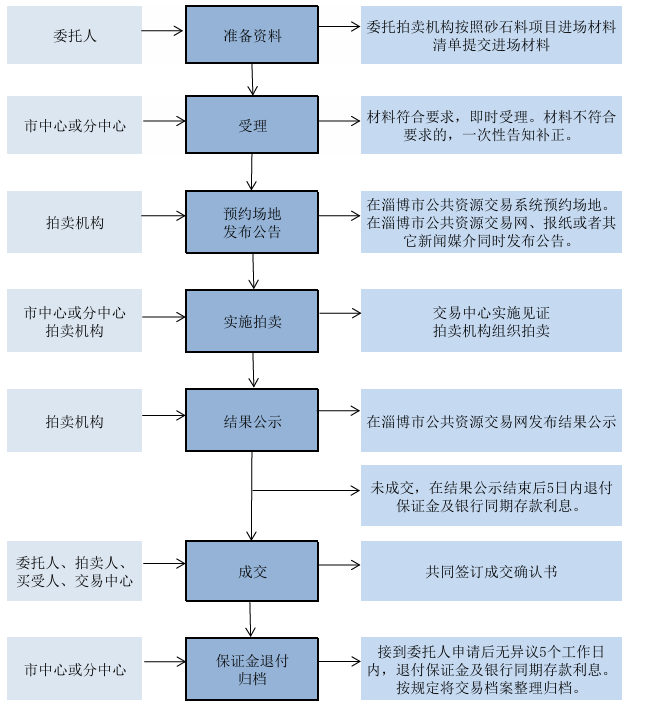 委托人
准备资料
委托拍卖机构按照砂石料项目进场材料
清单提交进场材料
市中心或分中心
受理
材料符合要求，即时受理。材料不符合
要求的，一次性告知补正。
拍卖机构
预约场地
发布公告
在淄博市公共资源交易系统预约场地。
在淄博市公共资源交易网、报纸或者其
它新闻媒介同时发布公告。
市中心或分中心
拍卖机构
实施拍卖
交易中心实施见证
拍卖机构组织拍卖
拍卖机构
结果公示
在淄博市公共资源交易网发布结果公示
未成交，在结果公示结束后5日内退付
保证金及银行同期存款利息。
委托人、拍卖人、
买受人、交易中心
成交
共同签订成交确认书
市中心或分中心
保证金退付
归档
接到委托人申请后无异议5个工作日
内，退付保证金及银行同期存款利息。
按规定将交易档案整理归档。